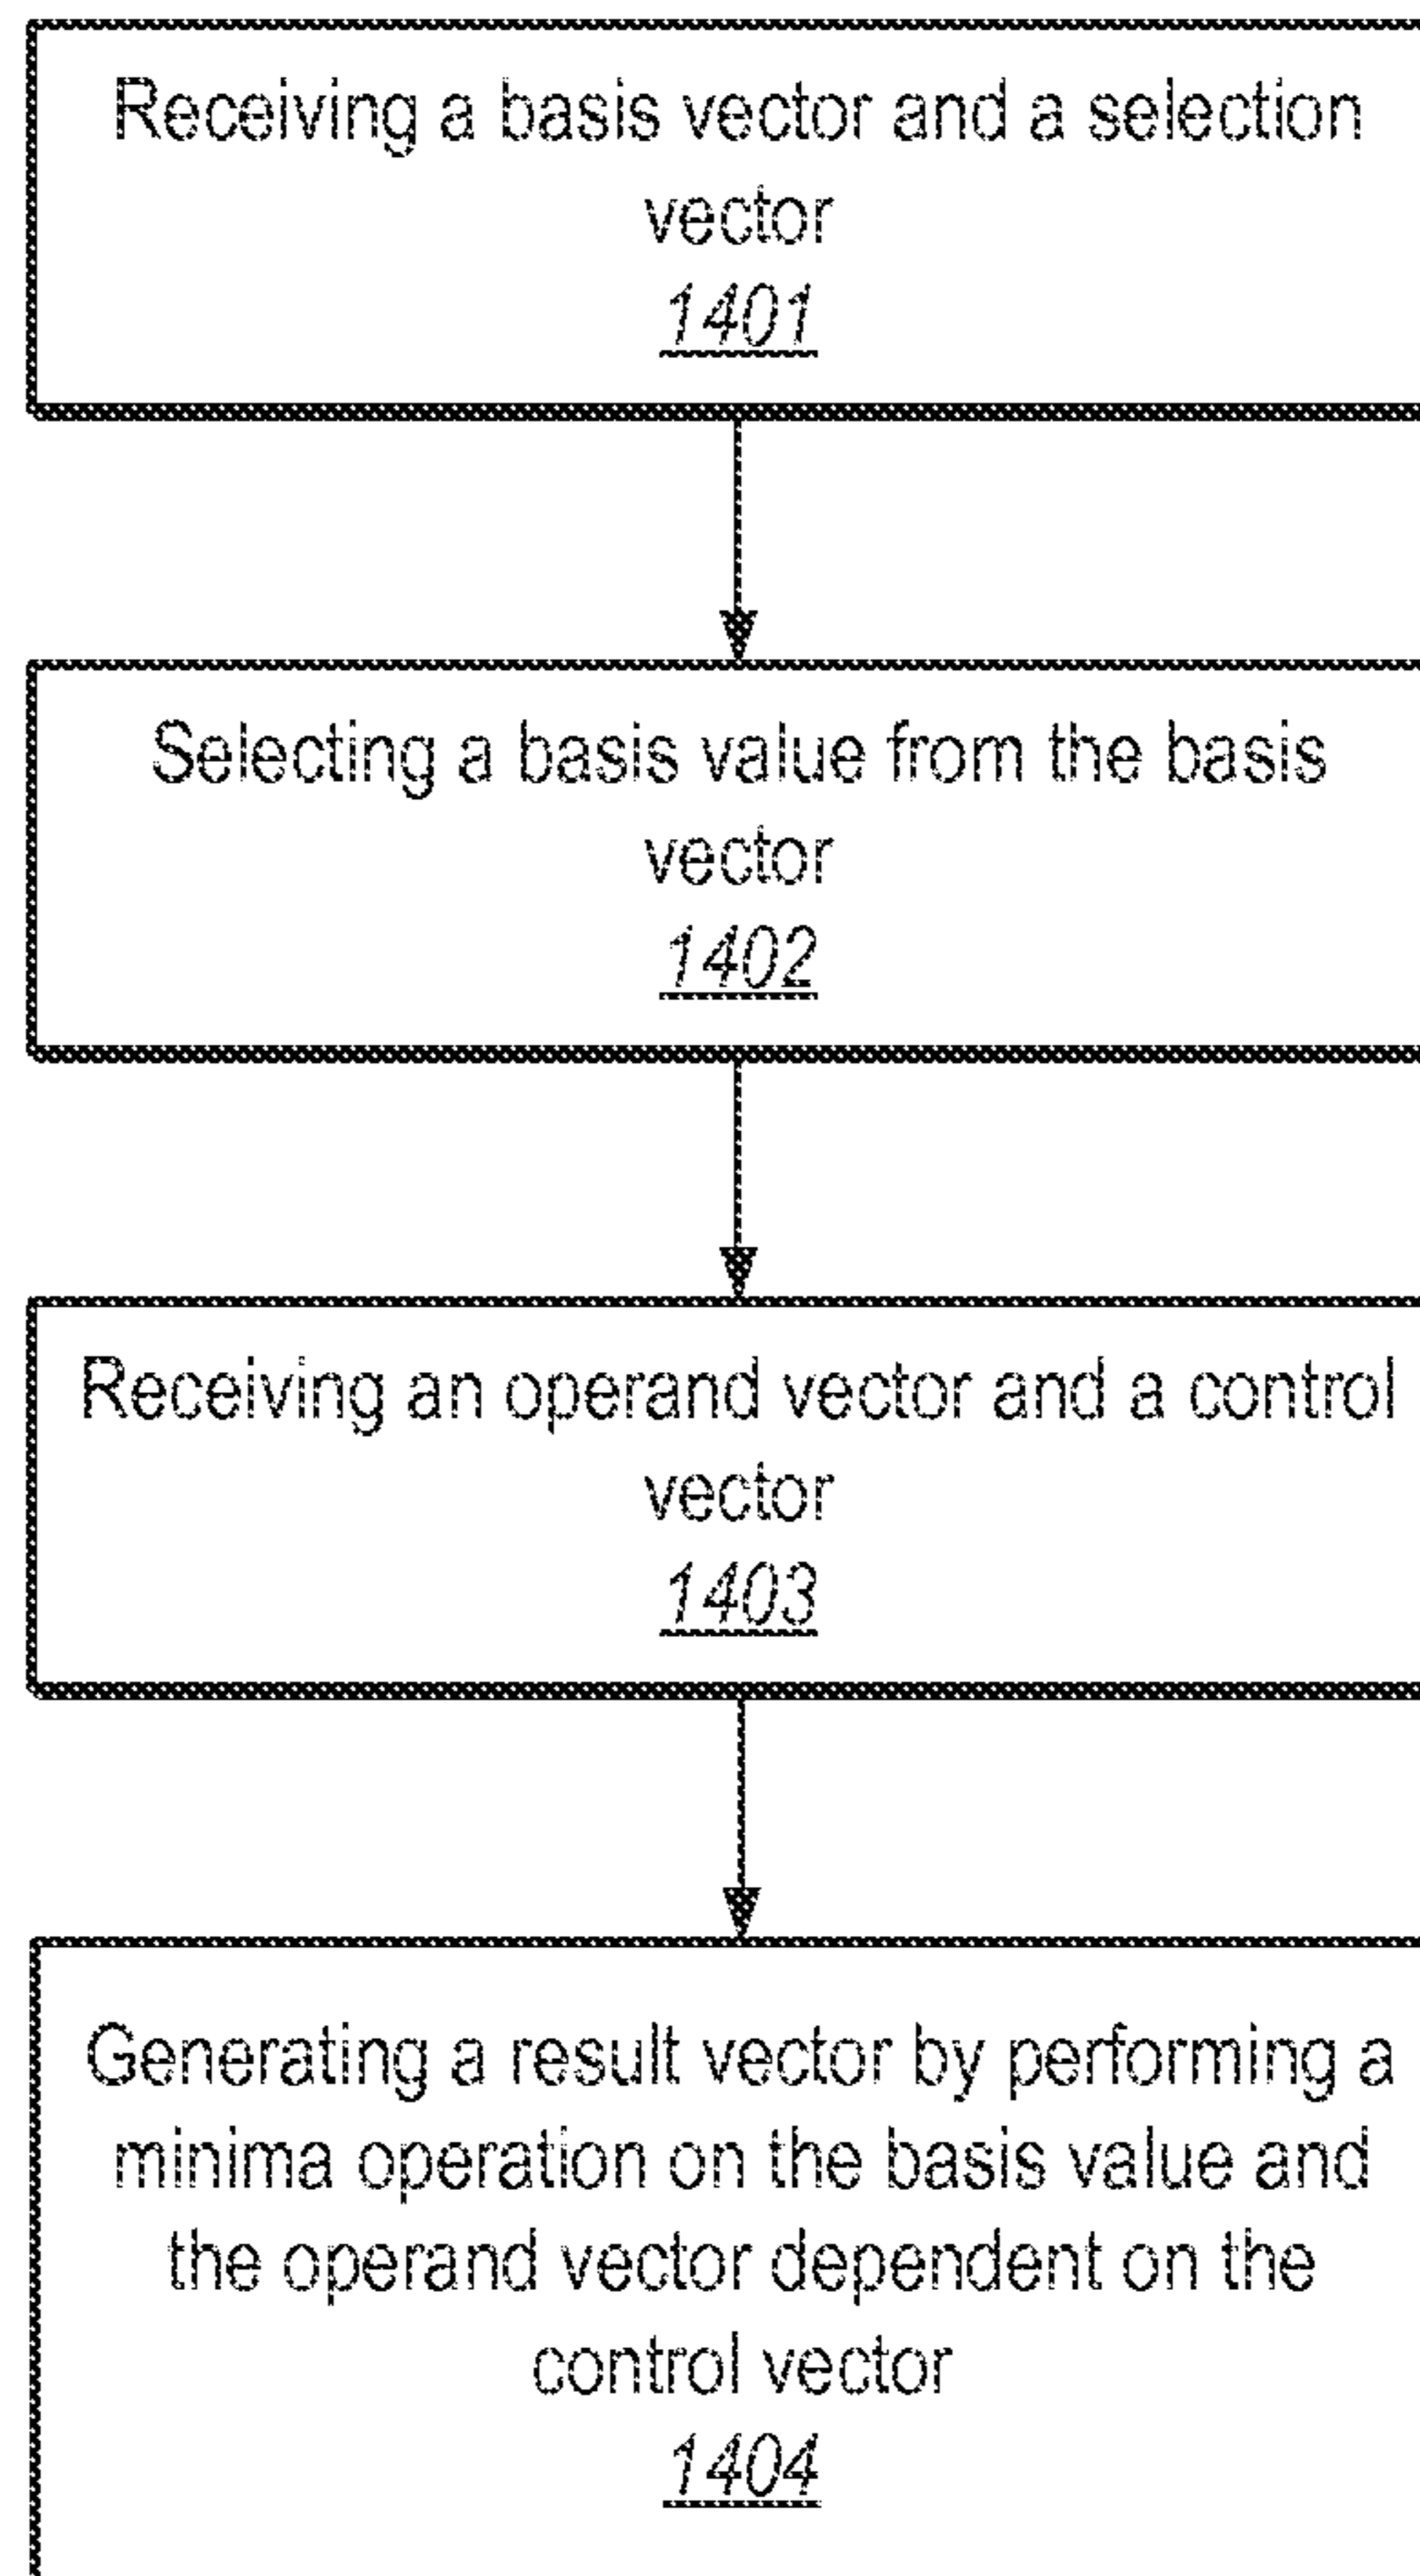 Receiving a basis vector and a selection
vector
1401
Selecting a basis value from the basis
vector
1402
Receiving an operand vector and a control
vector
1403
Generating a result vector by performing a
minima operation on the basis value and
the operand vector dependent on the
control vector
1404